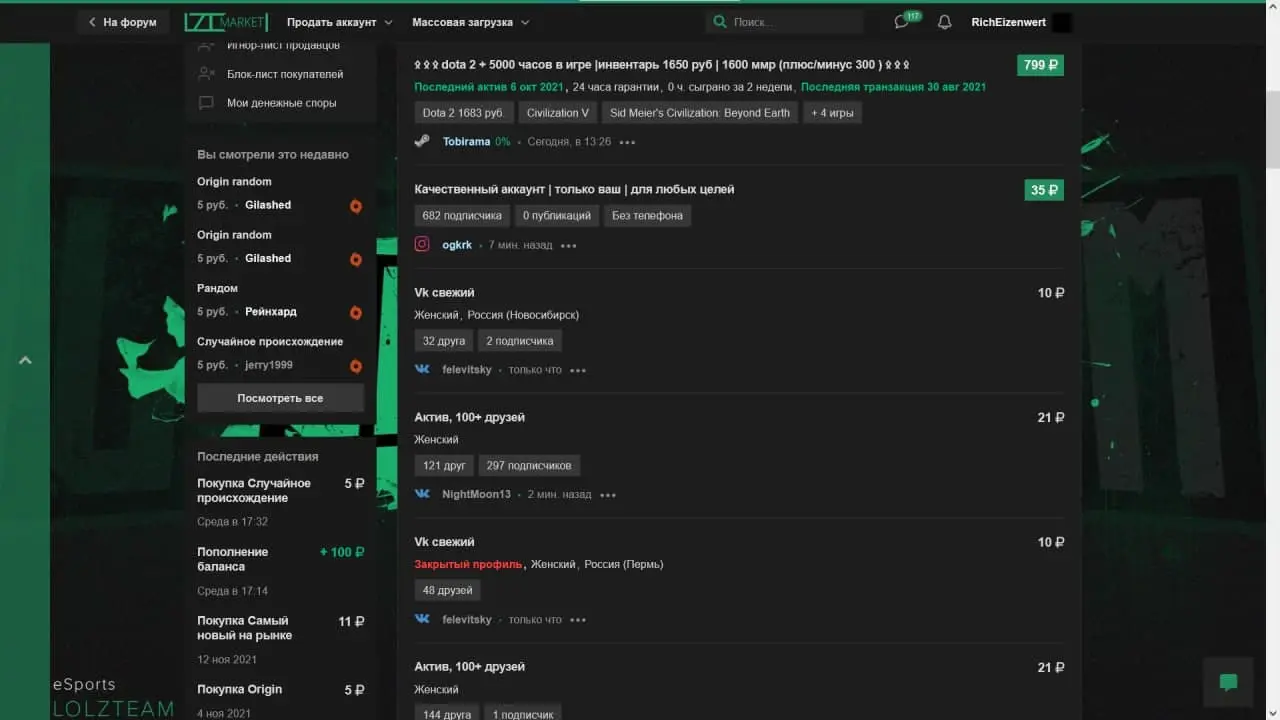 На форум
LZT MARKET
Продать аккаунт
Массовая загрузка
Поиск...
117
RichEizenwert
Игнор-лист продавцов
Блок-лист покупателей
Мои денежные споры
Вы смотрели это недавно
Origin random
5 руб. · Gilashed
Origin random
5 руб. · Gilashed
Рандом
5 руб. · Рейнхард
Случайное происхождение
5 руб. · jerry1999
Посмотреть все
Последние действия
Покупка Случайное 5 ₽
происхождение
Среда в 17:32
Пополнение + 100 ₽
баланса
Среда в 17:14
Покупка Самый 11 ₽
новый на рынке
12 ноя 2021
Покупка Origin 5 ₽
4 ноя 2021
eSports
LOLZTEAM
dota 2 + 5000 часов в игре |инвентарь 1650 руб | 1600 ммр (плюс/минус 300 ) 799 ₽
Последний актив 6 окт 2021, 24 часа гарантии, 0 ч. сыграно за 2 недели, Последняя транзакция 30 авг 2021
Dota 2 1683 руб. Civilization V Sid Meier's Civilization: Beyond Earth + 4 игры
Tobirama 0% · Сегодня, в 13:26 •••
Качественный аккаунт | только ваш | для любых целей 35 ₽
682 подписчика 0 публикаций Без телефона
ogkrk · 7 мин. назад •••
Vk свежий 10 ₽
Женский, Россия (Новосибирск)
32 друга 2 подписчика
felevitsky · только что •••
Актив, 100+ друзей 21 ₽
Женский
121 друг 297 подписчиков
NightMoon13 · 2 мин. назад •••
Vk свежий 10 ₽
Закрытый профиль, Женский, Россия (Пермь)
48 друзей
felevitsky · только что •••
Актив, 100+ друзей 21 ₽
Женский
144 друга 1 подписчик